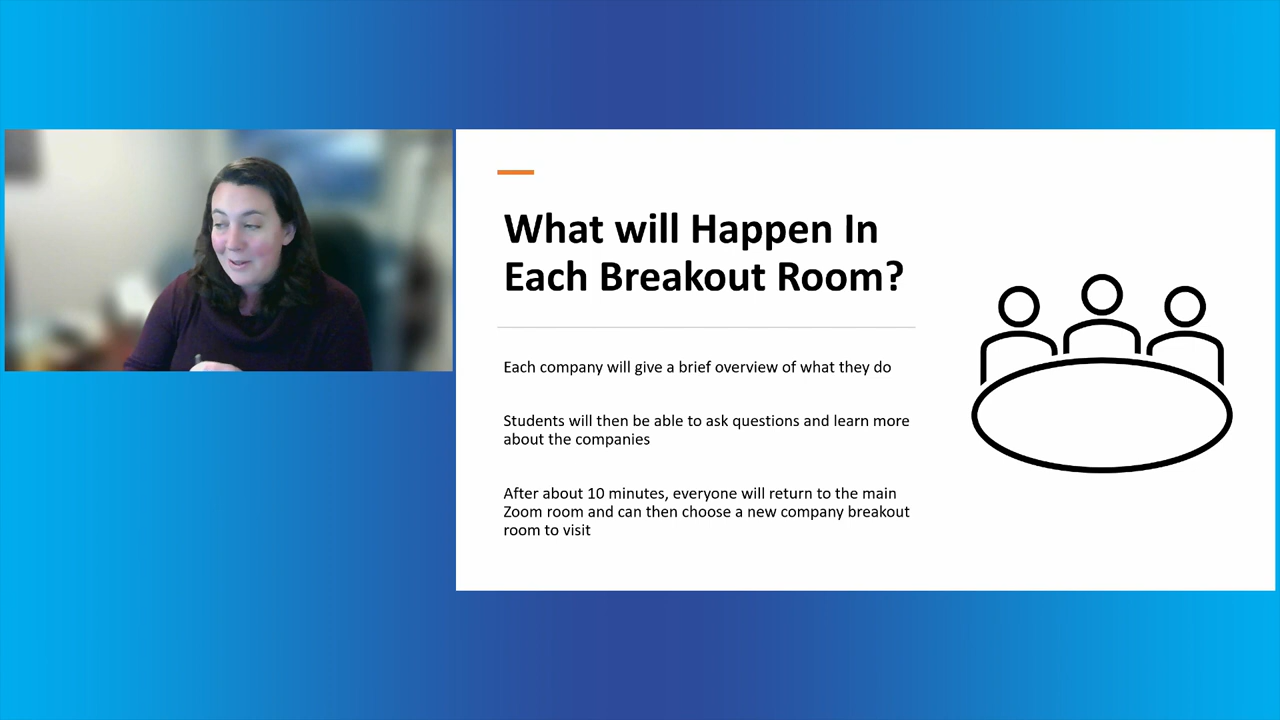 What will Happen In
Each Breakout Room?
Each company will give a brief overview of what they do
Students will then be able to ask questions and learn more
about the companies
After about 10 minutes, everyone will return to the main
Zoom room and can then choose a new company breakout
room to visit